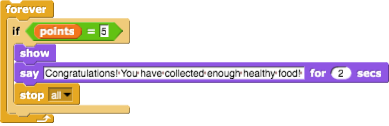 forever
if points = 5
show
say Congratulations! You have collected enough healthy food! for 2 secs
stop all